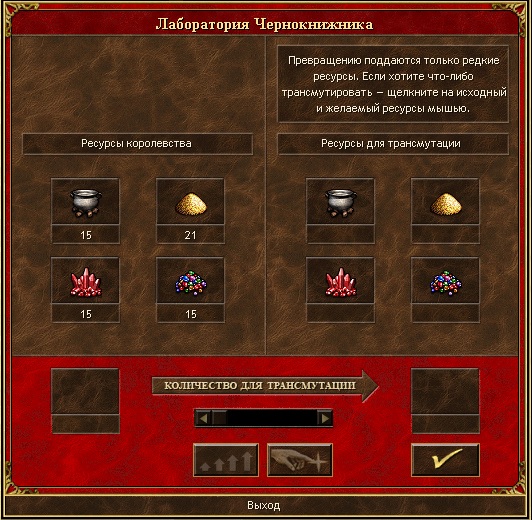 Лаборатория Чернокнижника
Превращению поддаются только редкие
ресурсы. Если хотите что-либо
трансмутировать – щелкните на исходный
и желаемый ресурсы мышью.
Ресурсы королевства
Ресурсы для трансмутации
15
21
15
15
КОЛИЧЕСТВО ДЛЯ ТРАНСМУТАЦИИ
Выход